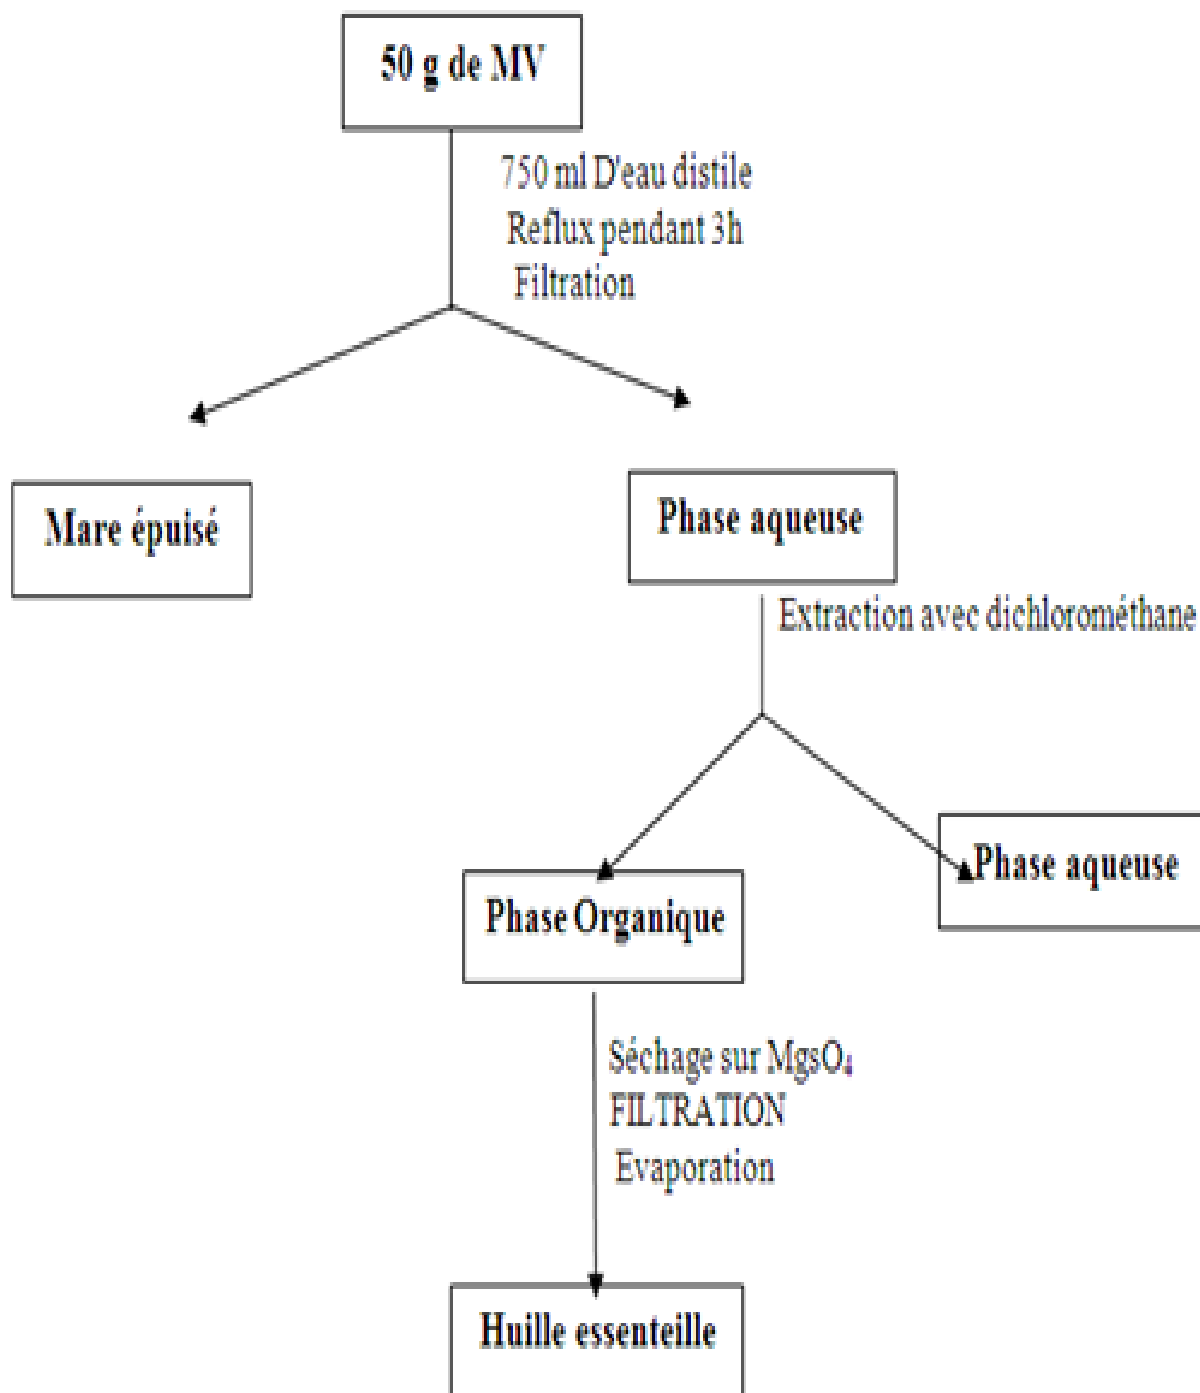 50 g de MV
750 ml D'eau distile
Reflux pendant 3h
Filtration
Mare épuisé
Phase aqueuse
Extraction avec dichlorométhane
Phase Organique
Phase aqueuse
Séchage sur MgsO₄
FILTRATION
Evaporation
Huille essenteille